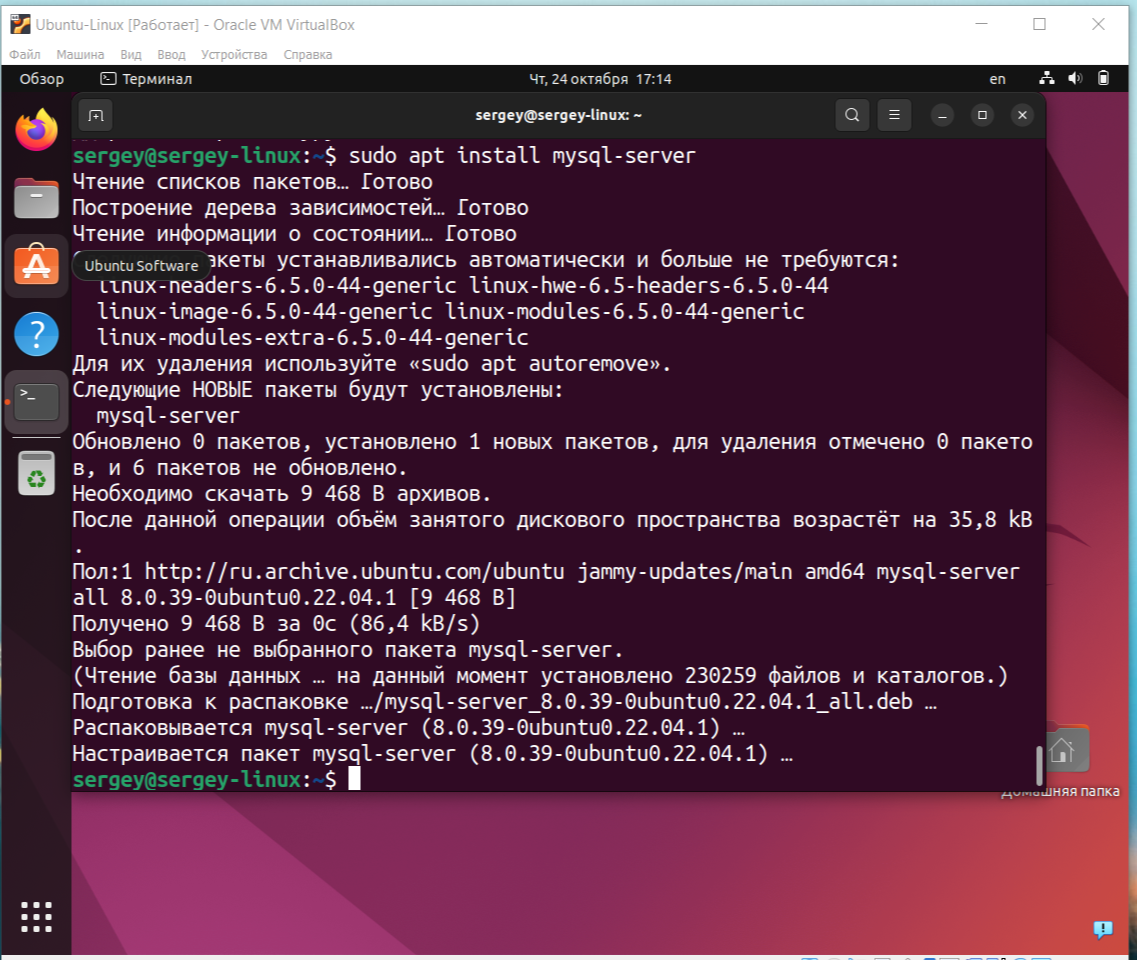 Ubuntu-Linux [Работает] - Oracle VM VirtualBox
Файл Машина Вид Ввод Устройства Справка
Обзор Терминал Чт, 24 октября 17:14 en
sergey@sergey-linux: ~
sergey@sergey-linux:~$ sudo apt install mysql-server
Чтение списков пакетов… Готово
Построение дерева зависимостей… Готово
Чтение информации о состоянии… Готово
акеты устанавливались автоматически и больше не требуются:
Ubuntu Software
linux-headers-6.5.0-44-generic linux-hwe-6.5-headers-6.5.0-44
linux-image-6.5.0-44-generic linux-modules-6.5.0-44-generic
linux-modules-extra-6.5.0-44-generic
Для их удаления используйте «sudo apt autoremove».
Следующие НОВЫЕ пакеты будут установлены:
mysql-server
Обновлено 0 пакетов, установлено 1 новых пакетов, для удаления отмечено 0 пакето
в, и 6 пакетов не обновлено.
Необходимо скачать 9 468 B архивов.
После данной операции объём занятого дискового пространства возрастёт на 35,8 kB
.
Пол:1 http://ru.archive.ubuntu.com/ubuntu jammy-updates/main amd64 mysql-server
all 8.0.39-0ubuntu0.22.04.1 [9 468 B]
Получено 9 468 B за 0с (86,4 kB/s)
Выбор ранее не выбранного пакета mysql-server.
(Чтение базы данных … на данный момент установлено 230259 файлов и каталогов.)
Подготовка к распаковке …/mysql-server_8.0.39-0ubuntu0.22.04.1_all.deb …
Распаковывается mysql-server (8.0.39-0ubuntu0.22.04.1) …
Настраивается пакет mysql-server (8.0.39-0ubuntu0.22.04.1) …
sergey@sergey-linux:~$
Домашняя папка